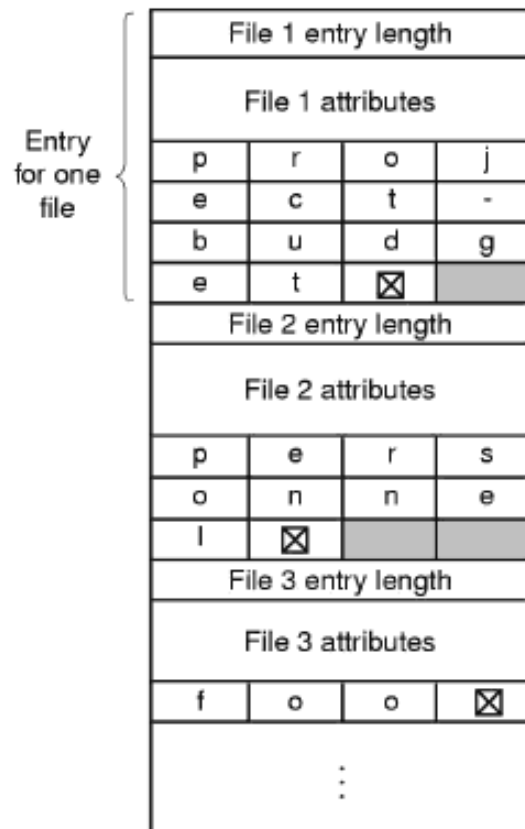 File 1 entry length
File 1 attributes
Entry
for one
file
p r o j
e c t -
b u d g
e t ☒
File 2 entry length
File 2 attributes
p e r s
o n n e
l ☒
File 3 entry length
File 3 attributes
f o o ☒
⋮